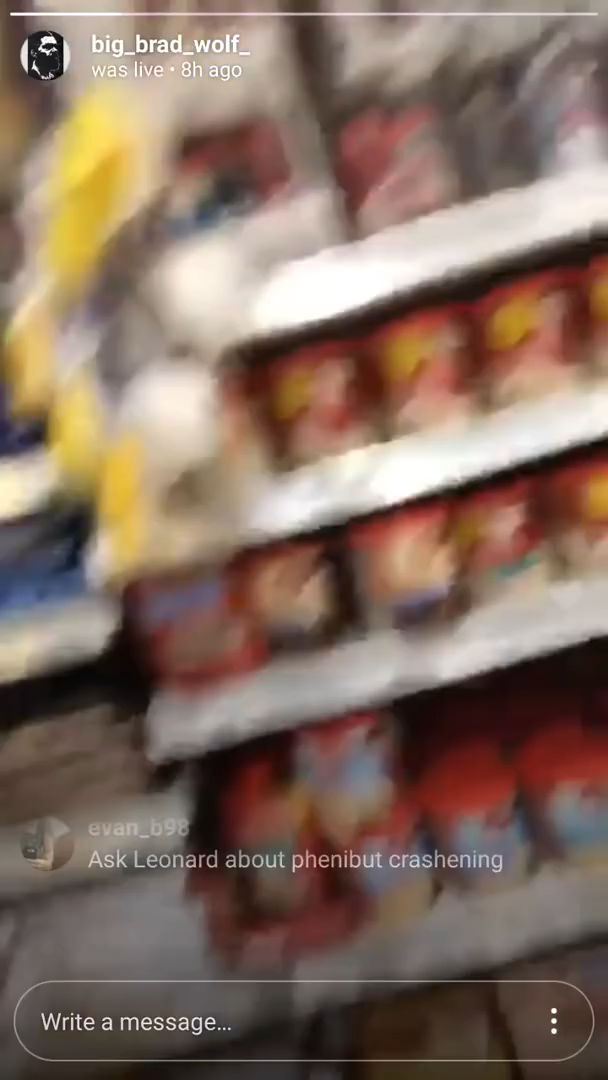 big_brad_wolf_
was live • 8h ago
evan_b98
Ask Leonard about phenibut crashening
Write a message...